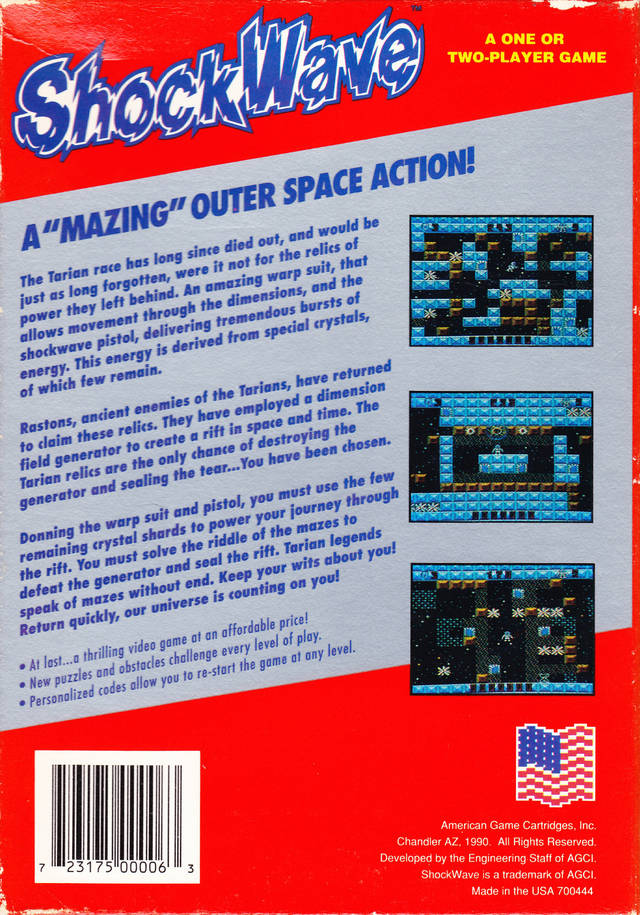 ShockWave™
A ONE OR
TWO-PLAYER GAME
A "MAZING" OUTER SPACE ACTION!
The Tarian race has long since died out, and would be
just as long forgotten, were it not for the relics of
power they left behind. An amazing warp suit, that
allows movement through the dimensions, and the
shockwave pistol, delivering tremendous bursts of
energy. This energy is derived from special crystals,
of which few remain.
Rastons, ancient enemies of the Tarians, have returned
to claim these relics. They have employed a dimension
field generator to create a rift in space and time. The
Tarian relics are the only chance of destroying the
generator and sealing the tear...You have been chosen.
Donning the warp suit and pistol, you must use the few
remaining crystal shards to power your journey through
the rift. You must solve the riddle of the mazes to
defeat the generator and seal the rift. Tarian legends
speak of mazes without end. Keep your wits about you!
Return quickly, our universe is counting on you!
• At last...a thrilling video game at an affordable price!
• New puzzles and obstacles challenge every level of play.
• Personalized codes allow you to re-start the game at any level.
7 23175 00006 3
American Game Cartridges, Inc.
Chandler AZ, 1990. All Rights Reserved.
Developed by the Engineering Staff of AGCI.
ShockWave is a trademark of AGCI.
Made in the USA 700444